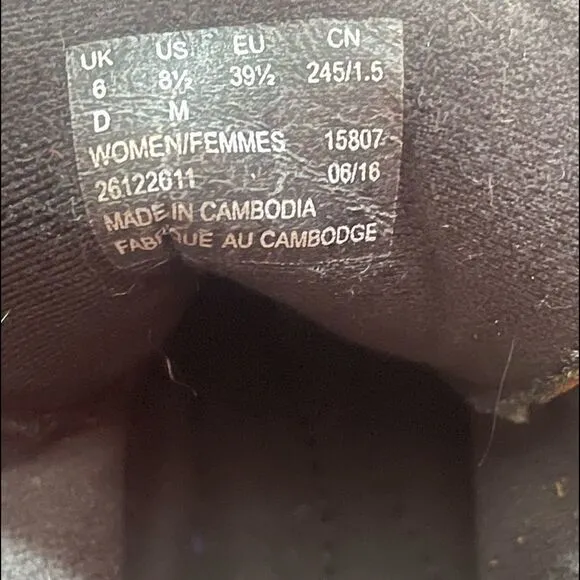 UK US EU CN
6 8½ 39½ 245/1.5
D M
WOMEN/FEMMES 15807
26122611 06/16
MADE IN CAMBODIA
FABRIQUE AU CAMBODGE